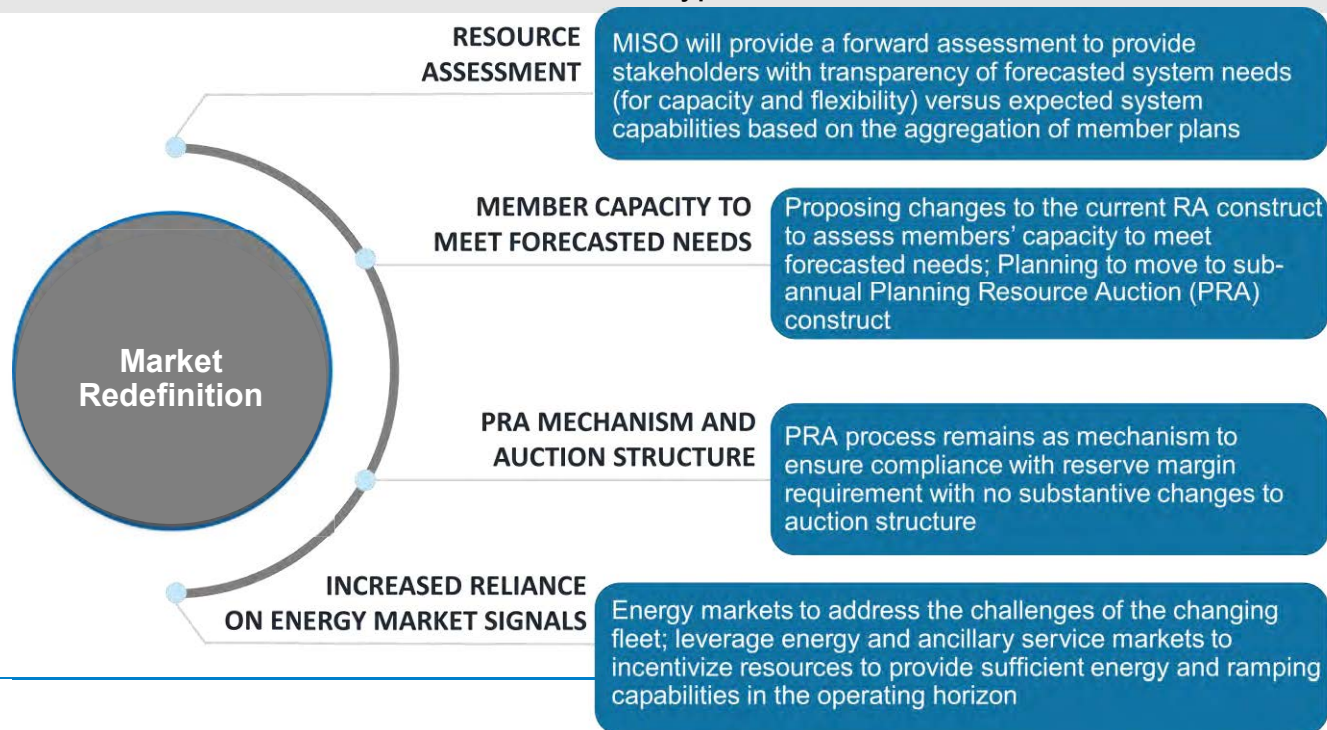 RESOURCE
ASSESSMENT
MISO will provide a forward assessment to provide
stakeholders with transparency of forecasted system needs
(for capacity and flexibility) versus expected system
capabilities based on the aggregation of member plans
MEMBER CAPACITY TO
MEET FORECASTED NEEDS
Proposing changes to the current RA construct
to assess members’ capacity to meet
forecasted needs; Planning to move to sub-
annual Planning Resource Auction (PRA)
construct
Market
Redefinition
PRA MECHANISM AND
AUCTION STRUCTURE
PRA process remains as mechanism to
ensure compliance with reserve margin
requirement with no substantive changes to
auction structure
INCREASED RELIANCE
ON ENERGY MARKET SIGNALS
Energy markets to address the challenges of the changing
fleet; leverage energy and ancillary service markets to
incentivize resources to provide sufficient energy and ramping
capabilities in the operating horizon